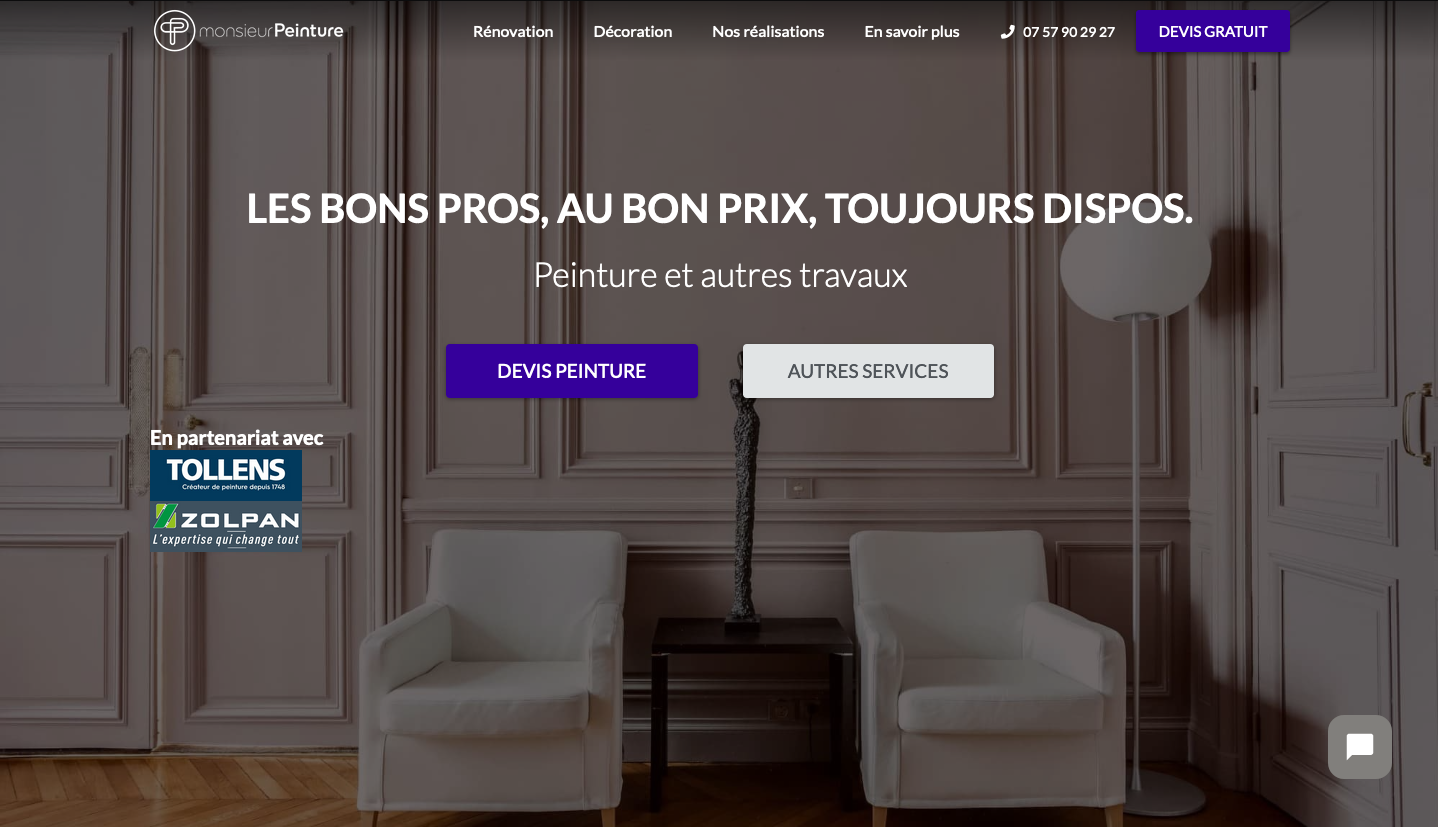 monsieurPeinture
Rénovation
Décoration
Nos réalisations
En savoir plus
07 57 90 29 27
DEVIS GRATUIT
LES BONS PROS, AU BON PRIX, TOUJOURS DISPOS.
Peinture et autres travaux
DEVIS PEINTURE
AUTRES SERVICES
En partenariat avec
TOLLENS
Créateur de peinture depuis 1748
ZOLPAN
L'expertise qui change tout